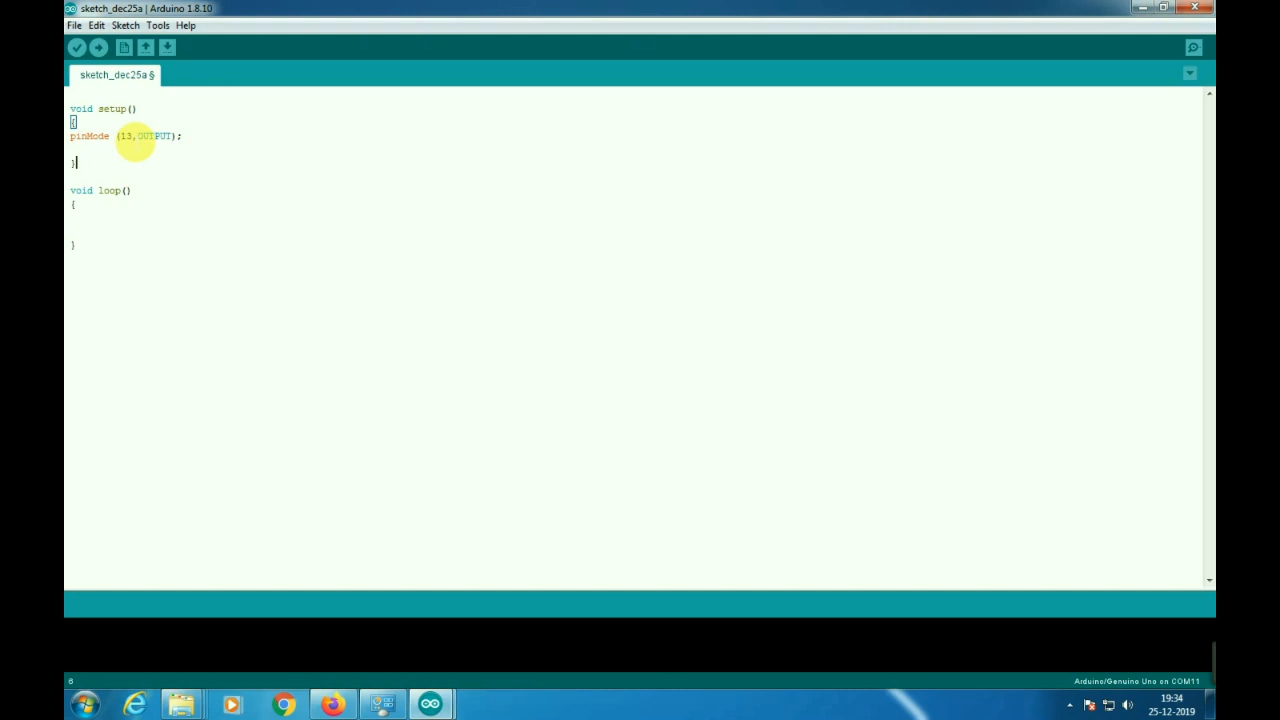 sketch_dec25a | Arduino 1.8.10
File Edit Sketch Tools Help
sketch_dec25a §
void setup()
{
pinMode (13,OUTPUT);
}
void loop()
{
}
6
Arduino/Genuino Uno on COM11
19:34
25-12-2019